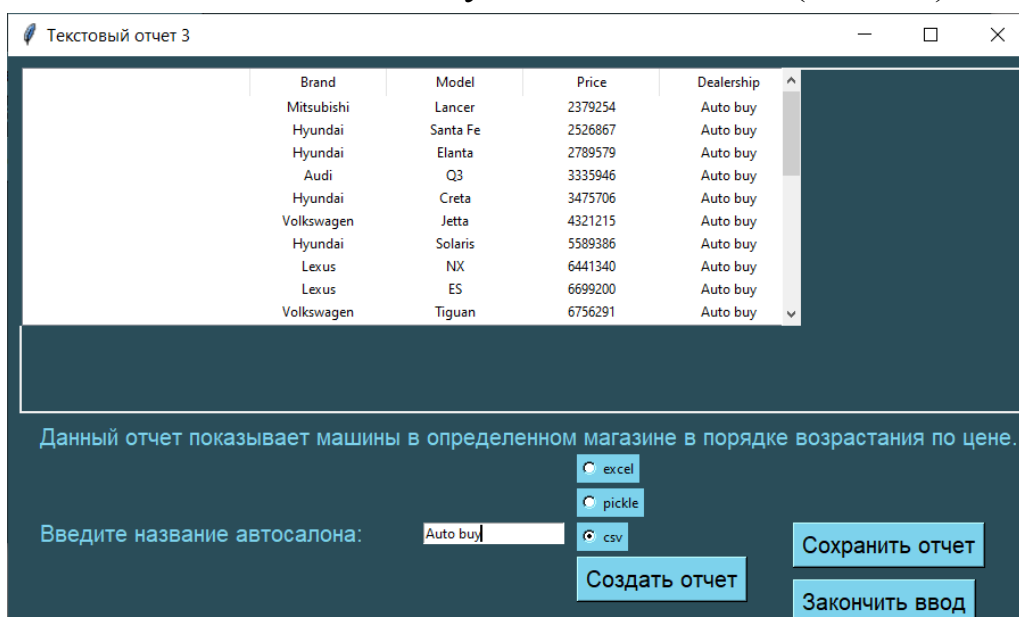 Текстовый отчет 3
Brand Model Price Dealership
Mitsubishi Lancer 2379254 Auto buy
Hyundai Santa Fe 2526867 Auto buy
Hyundai Elanta 2789579 Auto buy
Audi Q3 3335946 Auto buy
Hyundai Creta 3475706 Auto buy
Volkswagen Jetta 4321215 Auto buy
Hyundai Solaris 5589386 Auto buy
Lexus NX 6441340 Auto buy
Lexus ES 6699200 Auto buy
Volkswagen Tiguan 6756291 Auto buy
Данный отчет показывает машины в определенном магазине в порядке возрастания по цене.
excel
pickle
Введите название автосалона: Auto buy csv Сохранить отчет
Создать отчет
Закончить ввод